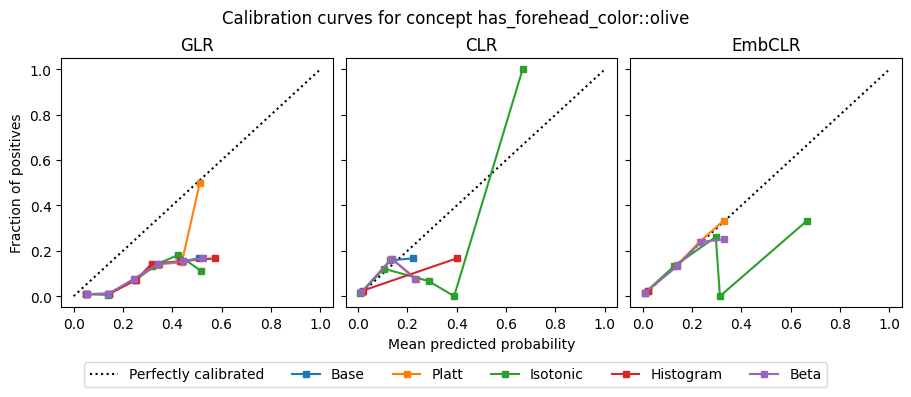 Calibration curves for concept has_forehead_color::olive
GLR
CLR
EmbCLR
Fraction of positives
1.0
0.8
0.6
0.4
0.2
0.0
0.0 0.2 0.4 0.6 0.8 1.0
0.0 0.2 0.4 0.6 0.8 1.0
0.0 0.2 0.4 0.6 0.8 1.0
Mean predicted probability
Perfectly calibrated Base Platt Isotonic Histogram Beta